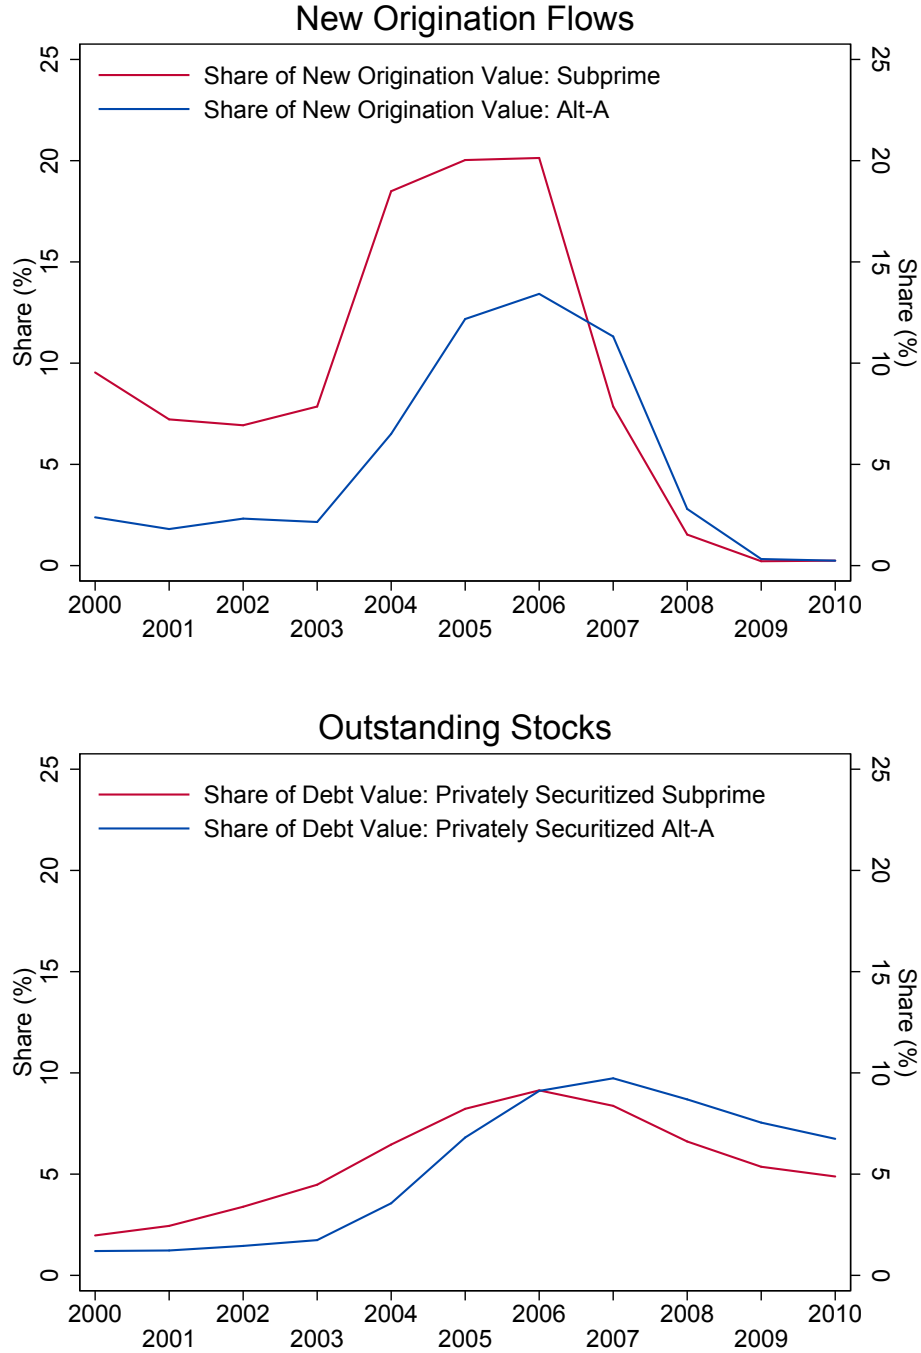 New Origination Flows
Share of New Origination Value: Subprime
Share of New Origination Value: Alt-A
Share (%)
25
20
15
10
5
0
Share (%)
25
20
15
10
5
0
2000 2002 2004 2006 2008 2010
2001 2003 2005 2007 2009
Outstanding Stocks
Share of Debt Value: Privately Securitized Subprime
Share of Debt Value: Privately Securitized Alt-A
Share (%)
25
20
15
10
5
0
Share (%)
25
20
15
10
5
0
2000 2002 2004 2006 2008 2010
2001 2003 2005 2007 2009